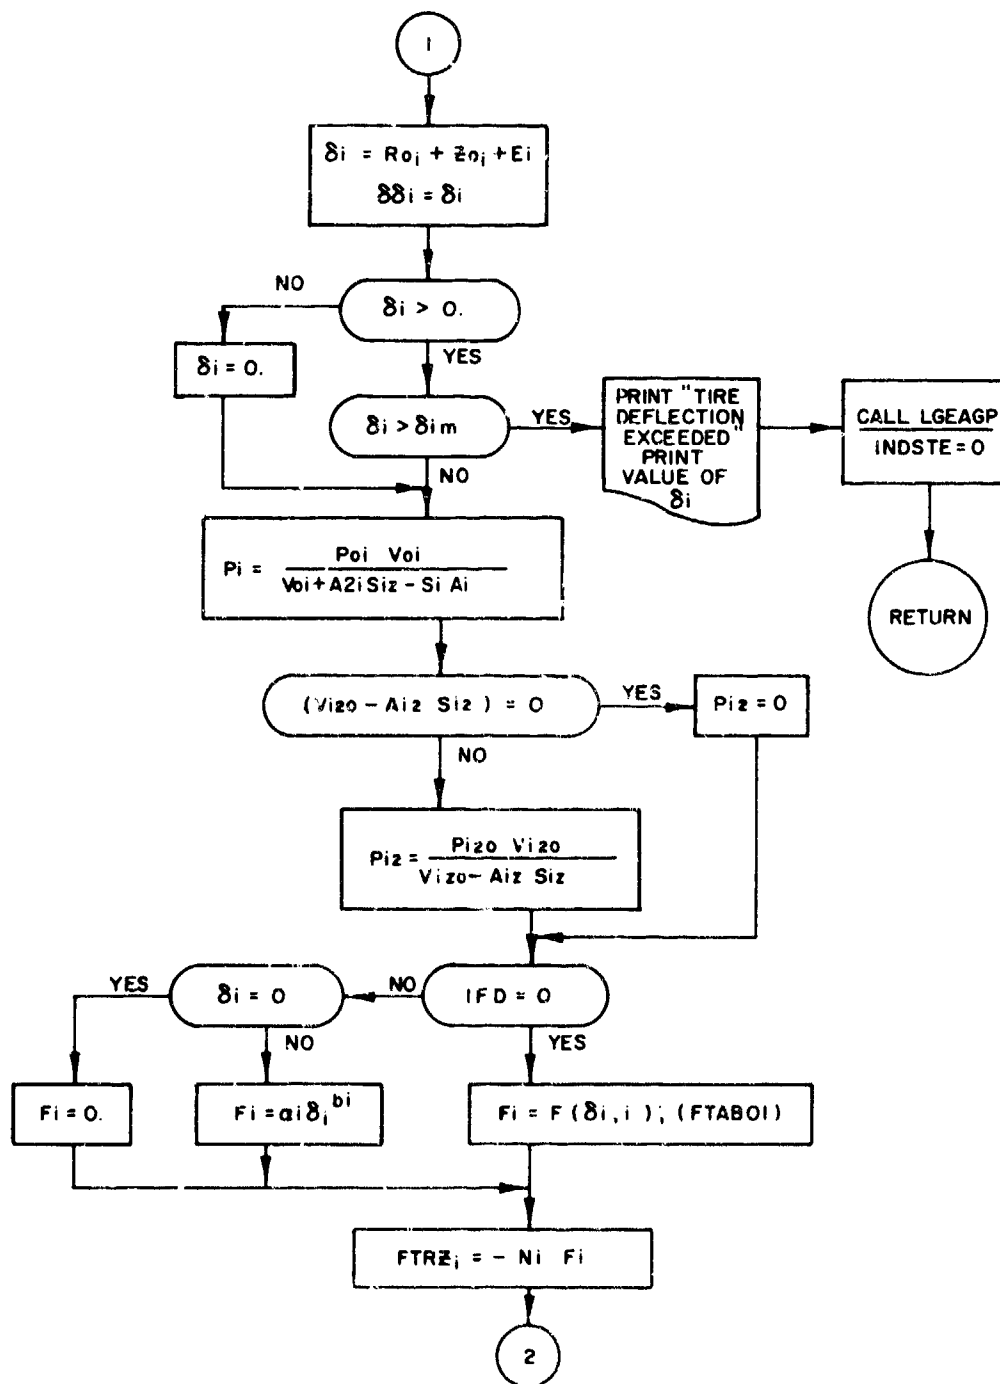 1
δi = Roi + Zoi + Ei
δδi = δi
NO
δi > 0.
YES
δi = 0.
δi > δim
YES
PRINT "TIRE
DEFLECTION
EXCEEDED"
PRINT
VALUE OF
δi
CALL LGEAGP
INDSTE = 0
NO
Pi = Poi Voi
Voi + A2i Siz - Si Ai
RETURN
(Vizo - Aiz Siz) = 0
YES
Piz = 0
NO
Piz = Pizo Vizo
Vizo - Aiz Siz
YES
δi = 0
NO
IFD = 0
NO
YES
Fi = 0.
Fi = αi δi bi
Fi = F (δi, i); (FTAB01)
FTRZi = - Ni Fi
2